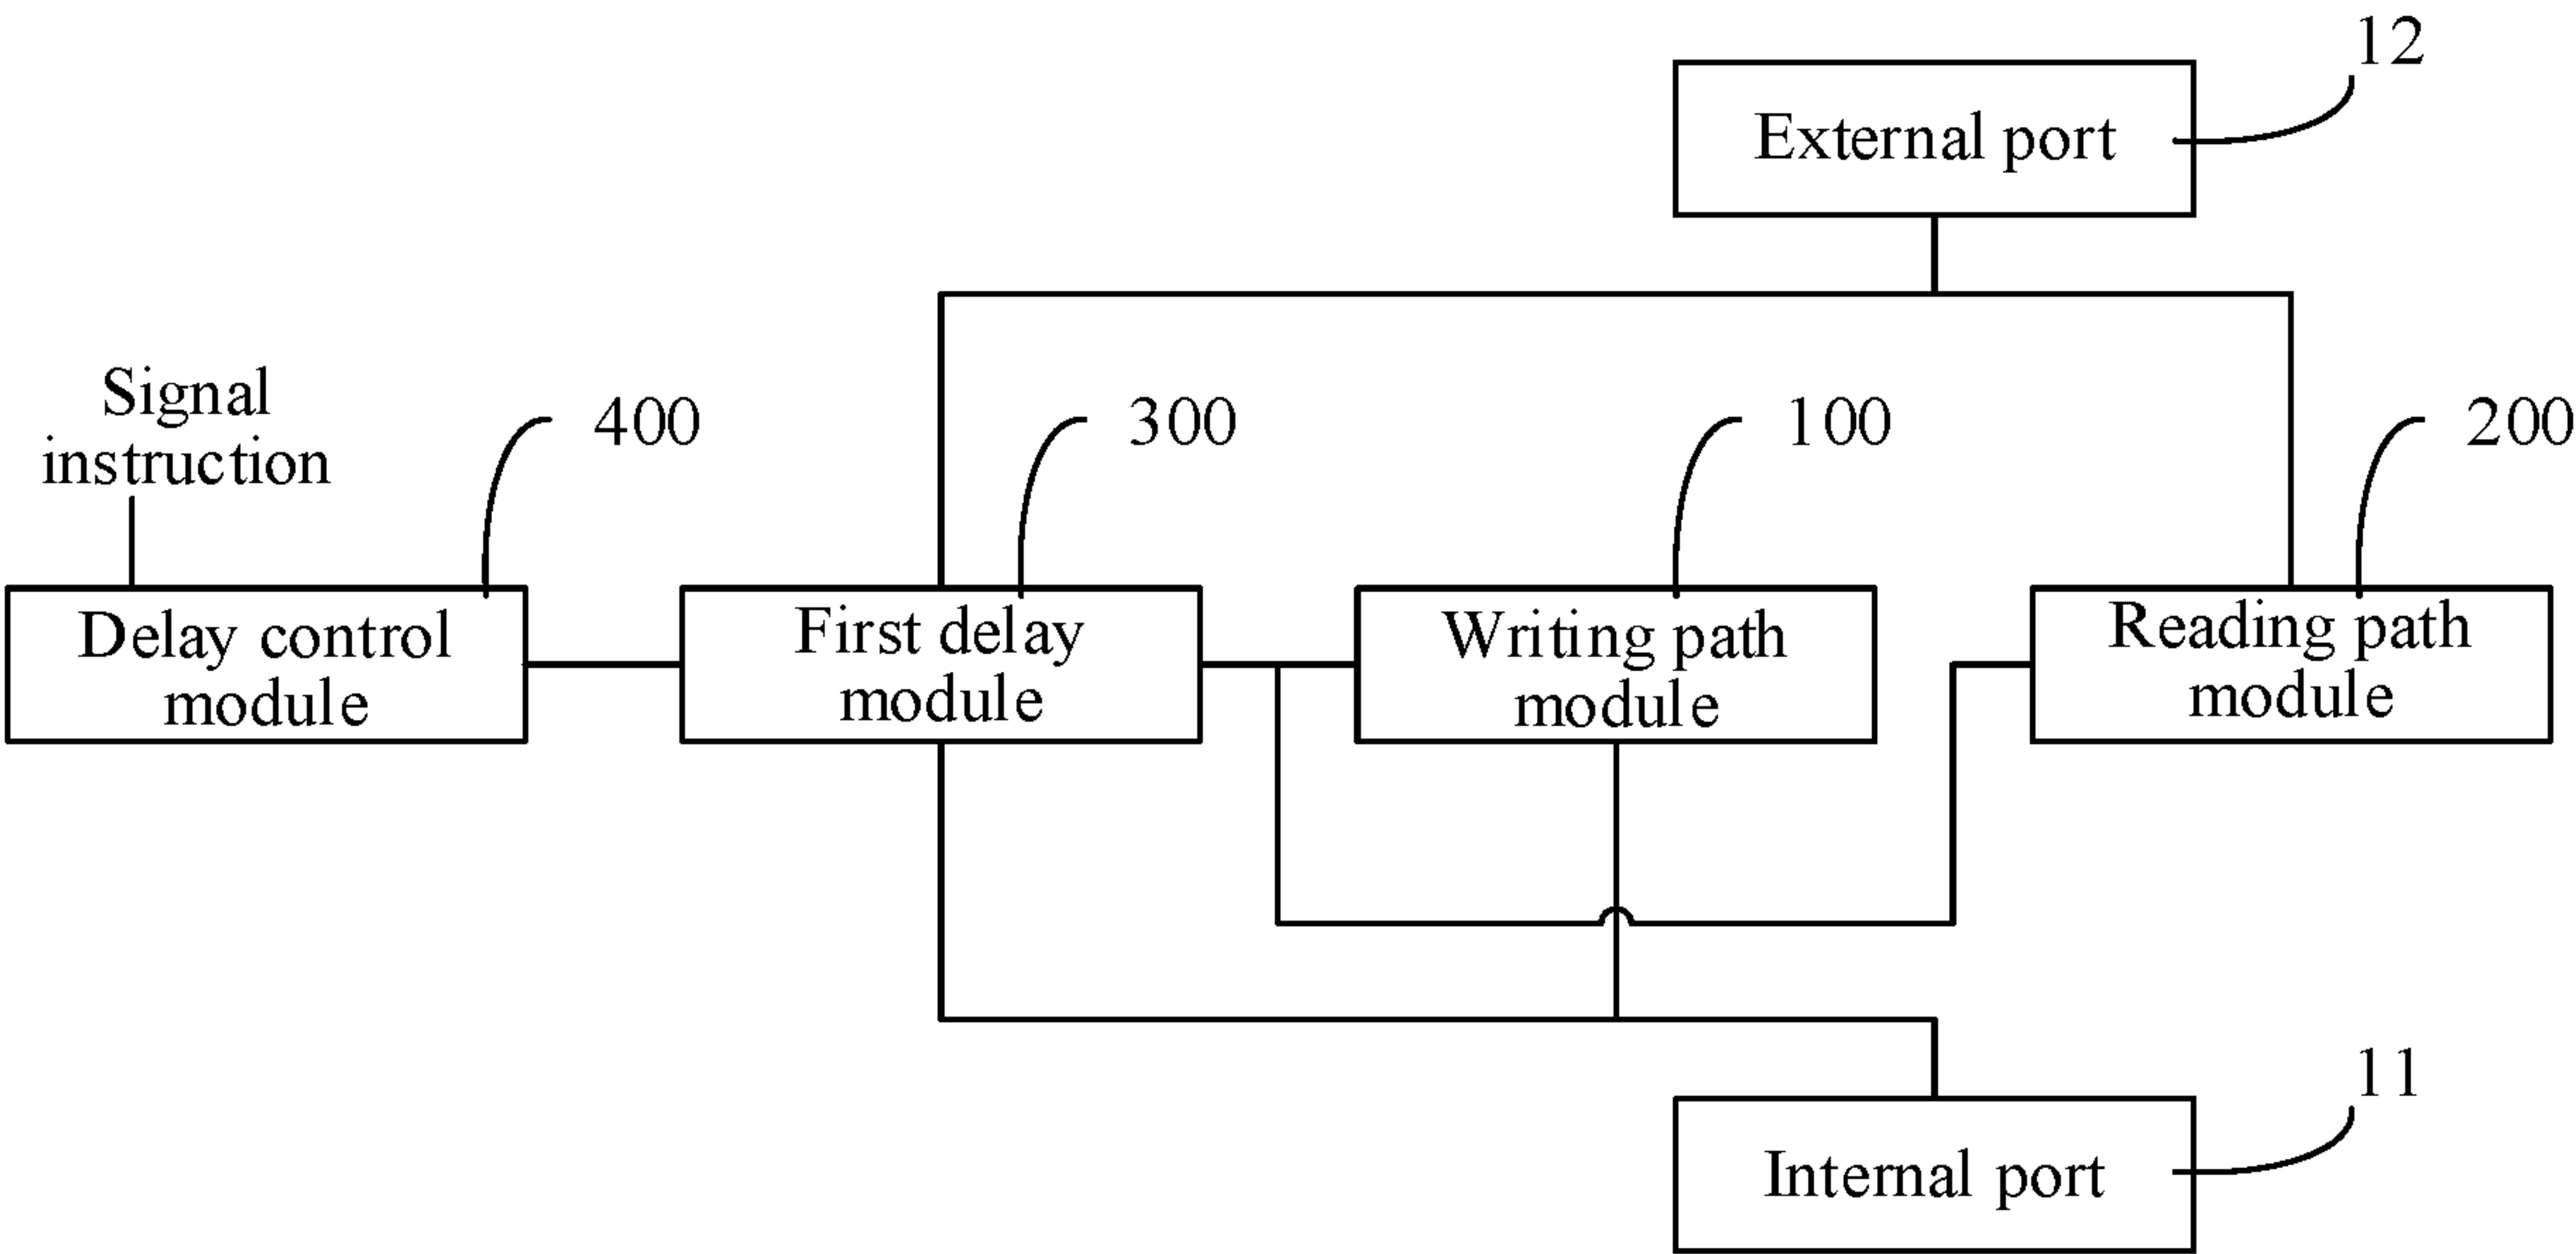 12
External port
Signal
instruction
400
300
100
200
Delay control
module
First delay
module
Writing path
module
Reading path
module
11
Internal port